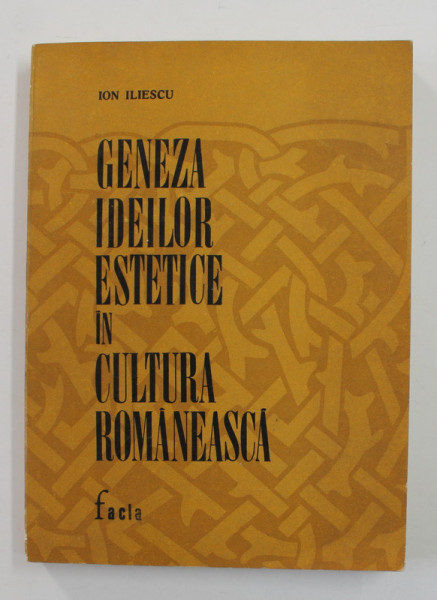 ION ILIESCU
GENEZA
IDEILOR
ESTETICE
ÎN
CULTURA
ROMÂNEASCĂ
facla